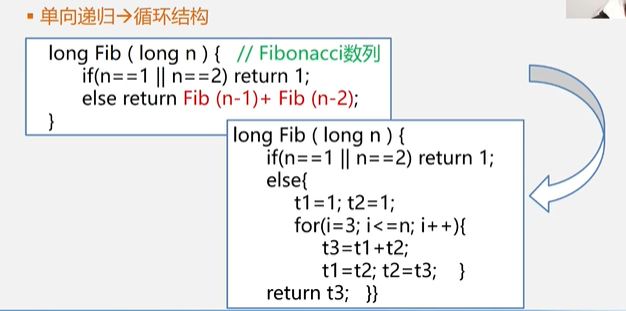 ▪ 单向递归→循环结构
long Fib ( long n ) {   // Fibonacci数列
if(n==1 || n==2) return 1;
else return Fib (n-1)+ Fib (n-2);
}
long Fib ( long n ) {
if(n==1 || n==2) return 1;
else{
t1=1; t2=1;
for(i=3; i<=n; i++){
t3=t1+t2;
t1=t2; t2=t3;    }
return t3;   }}